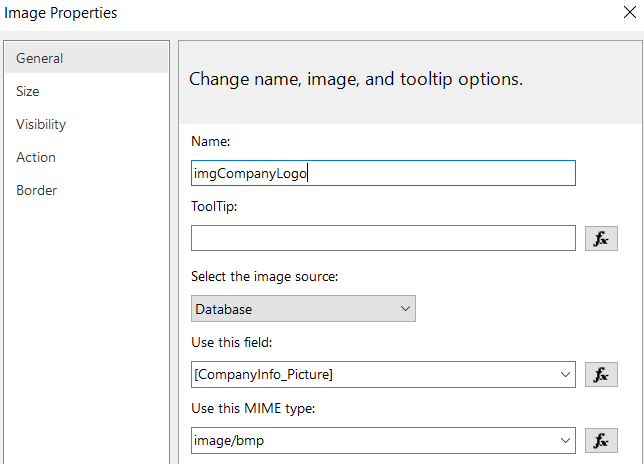 Image Properties
General
Size
Visibility
Action
Border
Change name, image, and tooltip options.
Name:
imgCompanyLogo
ToolTip:
fx
Select the image source:
Database
Use this field:
[CompanyInfo_Picture]
fx
Use this MIME type:
image/bmp
fx